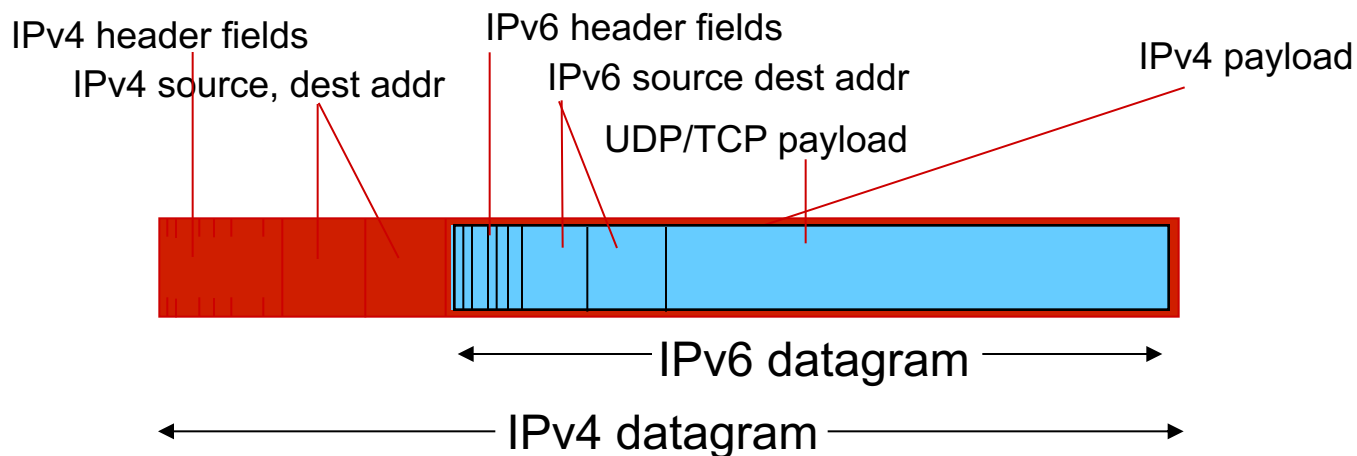 IPv4 header fields
IPv6 header fields
IPv4 payload
IPv4 source, dest addr
IPv6 source dest addr
UDP/TCP payload
IPv6 datagram
IPv4 datagram